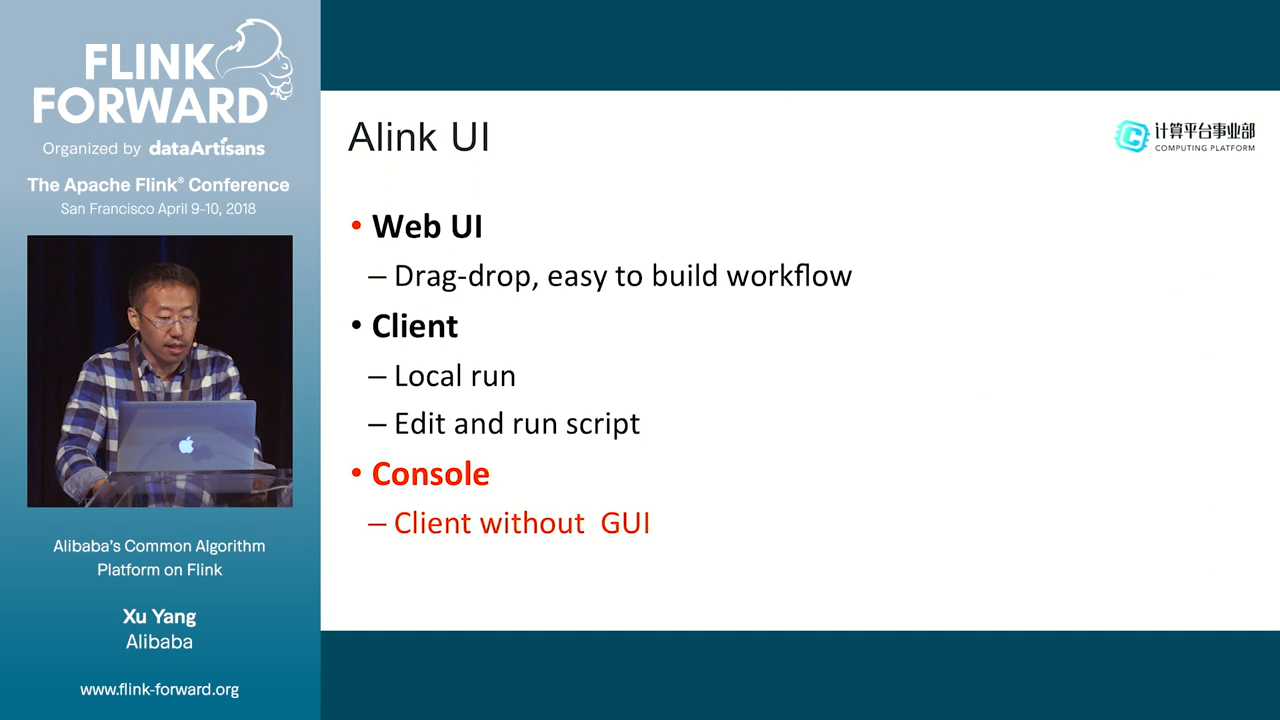 FLINK
FORWARD
Organized by dataArtisans
The Apache Flink® Conference
San Francisco April 9-10, 2018
Alibaba's Common Algorithm
Platform on Flink
Xu Yang
Alibaba
www.flink-forward.org
Alink UI
计算平台事业部
COMPUTING PLATFORM
• Web UI
– Drag-drop, easy to build workflow
• Client
– Local run
– Edit and run script
• Console
– Client without GUI